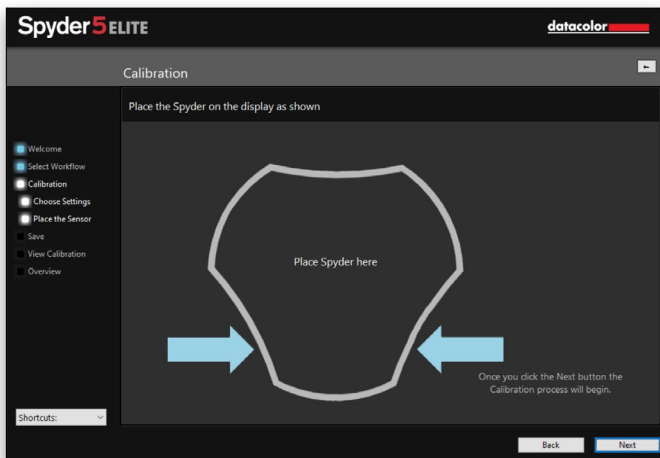 Spyder5ELITE
datacolor
Calibration
Place the Spyder on the display as shown
Welcome
Select Workflow
Calibration
Choose Settings
Place the Sensor
Save
View Calibration
Overview
Place Spyder here
Once you click the Next button the
Calibration process will begin.
Shortcuts:
Back
Next